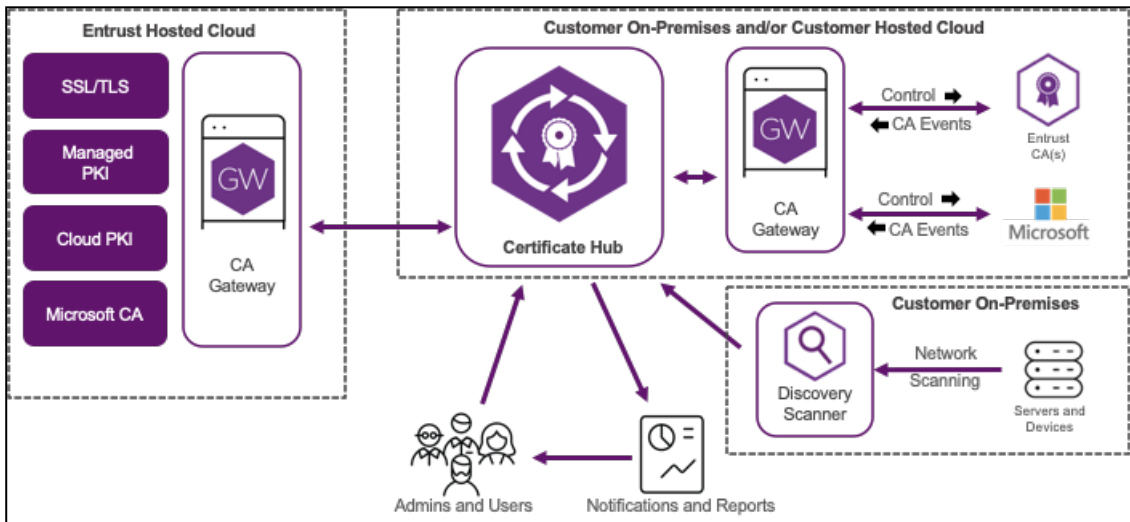 Entrust Hosted Cloud
SSL/TLS
Managed
PKI
Cloud PKI
Microsoft CA
GW
CA
Gateway
Customer On-Premises and/or Customer Hosted Cloud
Certificate Hub
GW
CA
Gateway
Control
CA Events
Entrust
CA(s)
Control
CA Events
Microsoft
Customer On-Premises
Discovery
Scanner
Network
Scanning
Servers and
Devices
Admins and Users
Notifications and Reports